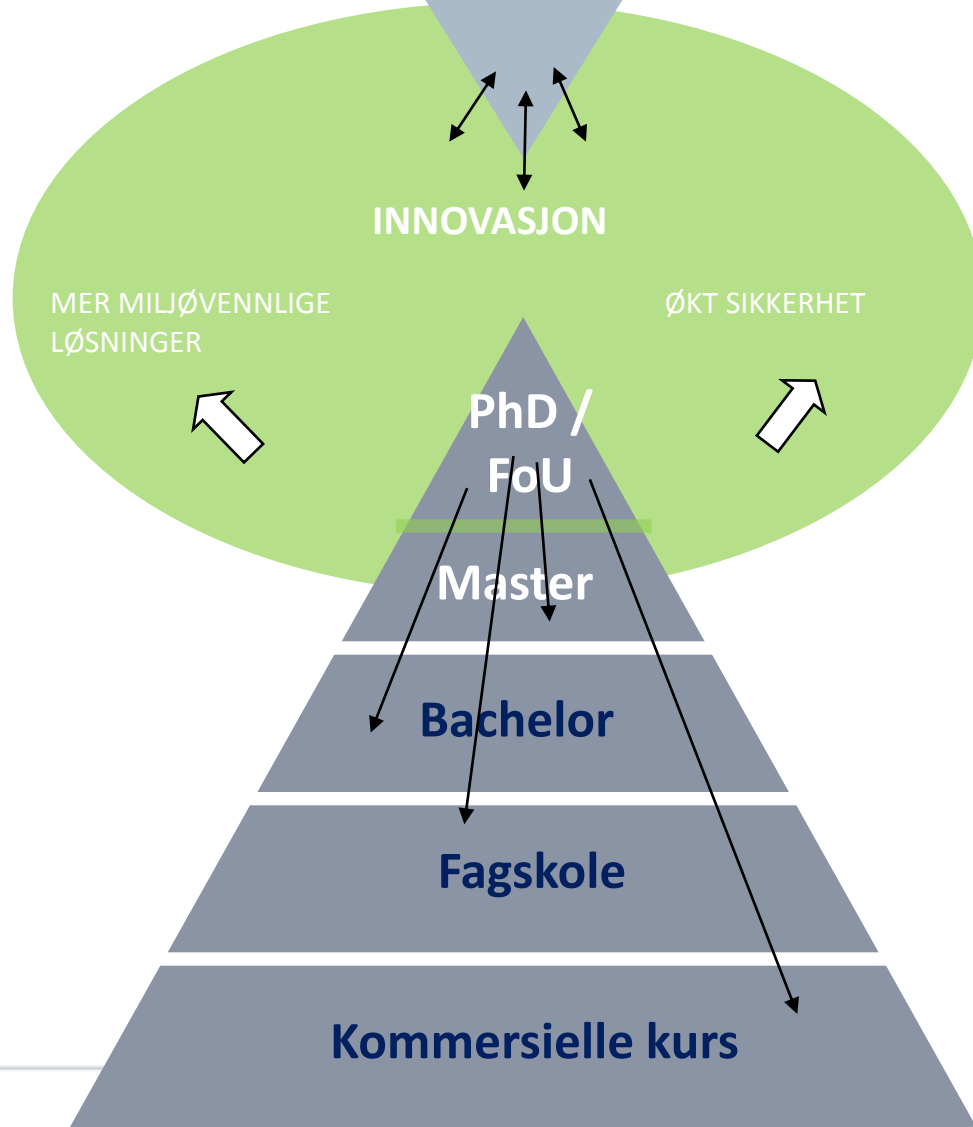 INNOVASJON
MER MILJØVENNLIGE
LØSNINGER
ØKT SIKKERHET
PhD /
FoU
Master
Bachelor
Fagskole
Kommersielle kurs